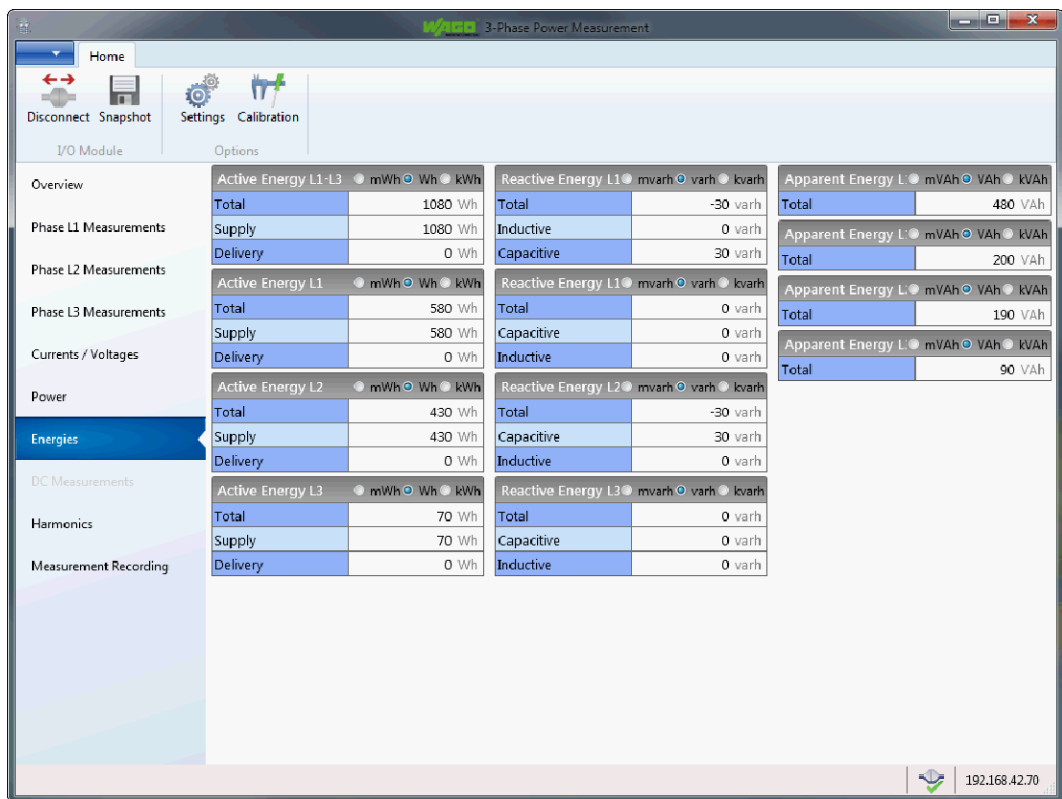 WAGO 3-Phase Power Measurement
Home
Disconnect Snapshot Settings Calibration
I/O Module Options
Overview
Phase L1 Measurements
Phase L2 Measurements
Phase L3 Measurements
Currents / Voltages
Power
Energies
DC Measurements
Harmonics
Measurement Recording
Active Energy L1-L3 mWh Wh kWh
Total 1080 Wh
Supply 1080 Wh
Delivery 0 Wh
Active Energy L1 mWh Wh kWh
Total 580 Wh
Supply 580 Wh
Delivery 0 Wh
Active Energy L2 mWh Wh kWh
Total 430 Wh
Supply 430 Wh
Delivery 0 Wh
Active Energy L3 mWh Wh kWh
Total 70 Wh
Supply 70 Wh
Delivery 0 Wh
Reactive Energy L1 mvarh varh kvarh
Total -30 varh
Inductive 0 varh
Capacitive 30 varh
Reactive Energy L1 mvarh varh kvarh
Total 0 varh
Capacitive 0 varh
Inductive 0 varh
Reactive Energy L2 mvarh varh kvarh
Total -30 varh
Capacitive 30 varh
Inductive 0 varh
Reactive Energy L3 mvarh varh kvarh
Total 0 varh
Capacitive 0 varh
Inductive 0 varh
Apparent Energy mVAh VAh kVAh
Total 480 VAh
Apparent Energy mVAh VAh kVAh
Total 200 VAh
Apparent Energy mVAh VAh kVAh
Total 190 VAh
Apparent Energy mVAh VAh kVAh
Total 90 VAh
192.168.42.70